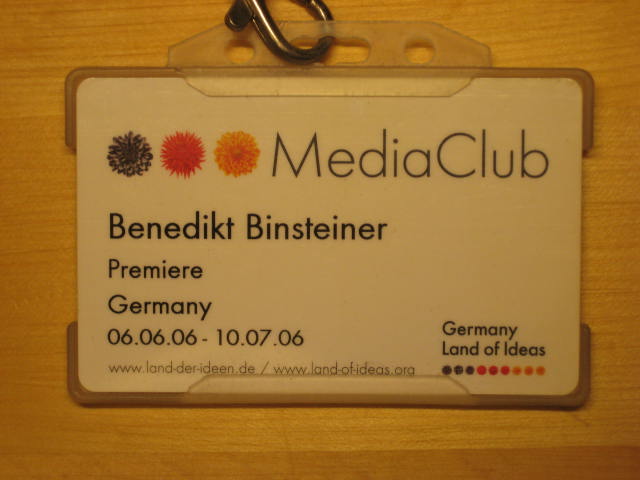 MediaClub
Benedikt Binsteiner
Premiere
Germany
06.06.06 - 10.07.06
Germany
Land of Ideas
www.land-der-ideen.de / www.land-of-ideas.org